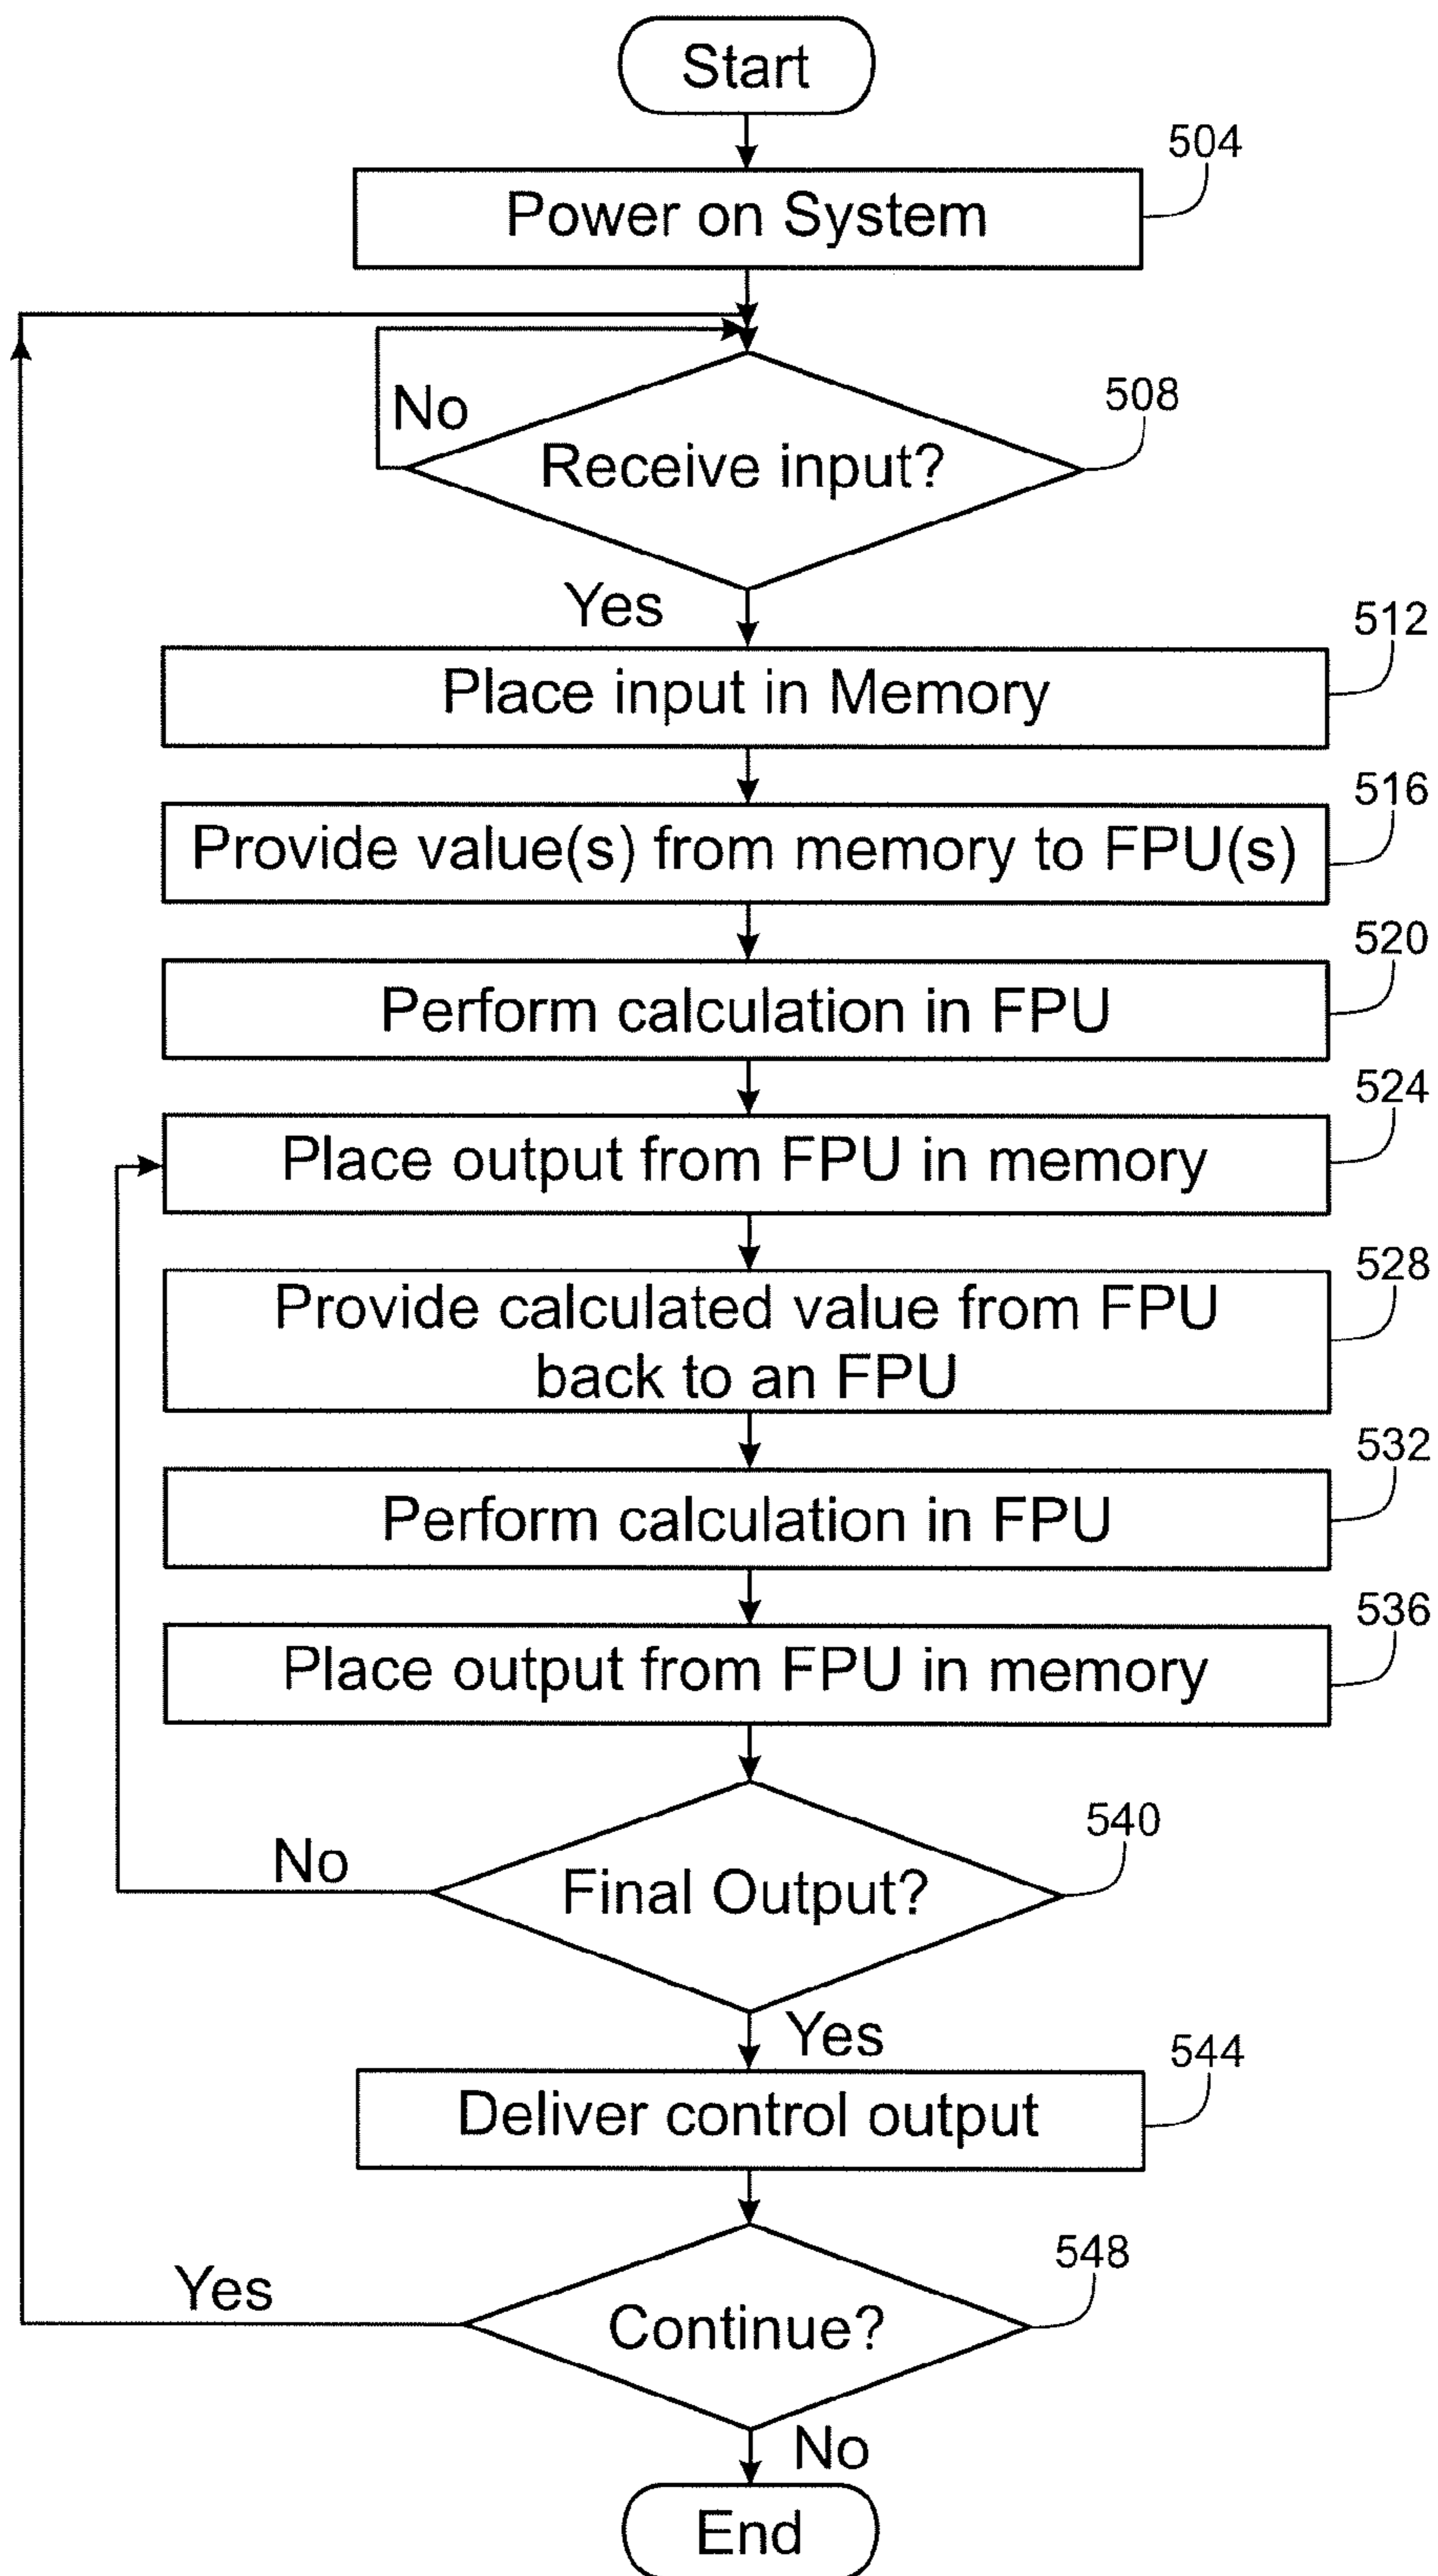 Start
504
Power on System
No
508
Receive input?
Yes
512
Place input in Memory
516
Provide value(s) from memory to FPU(s)
520
Perform calculation in FPU
524
Place output from FPU in memory
528
Provide calculated value from FPU
back to an FPU
532
Perform calculation in FPU
536
Place output from FPU in memory
540
No
Final Output?
Yes
544
Deliver control output
548
Yes
Continue?
No
End